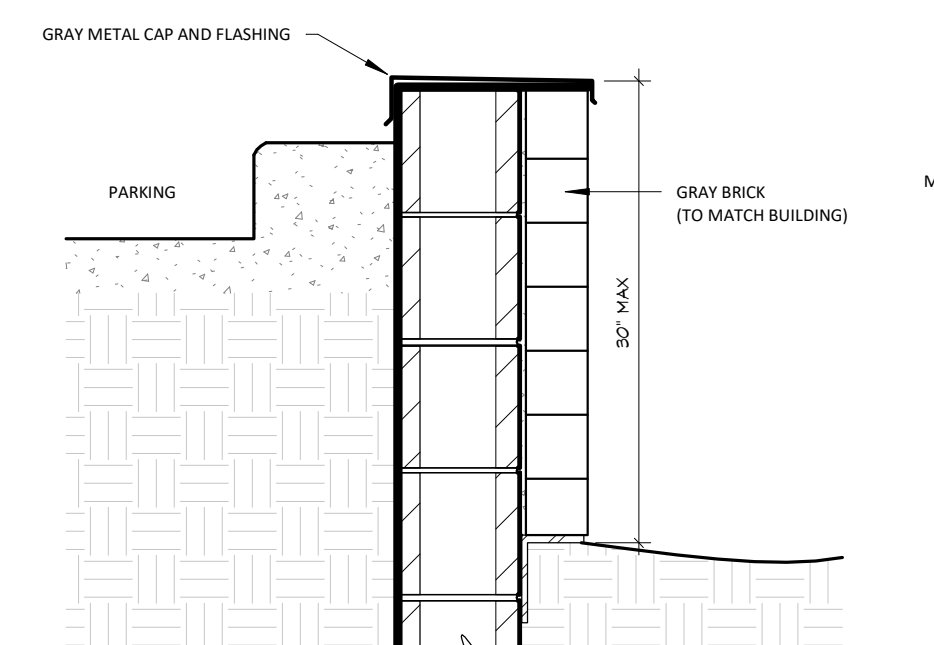 GRAY METAL CAP AND FLASHING
PARKING
GRAY BRICK
(TO MATCH BUILDING)
30" MAX
M